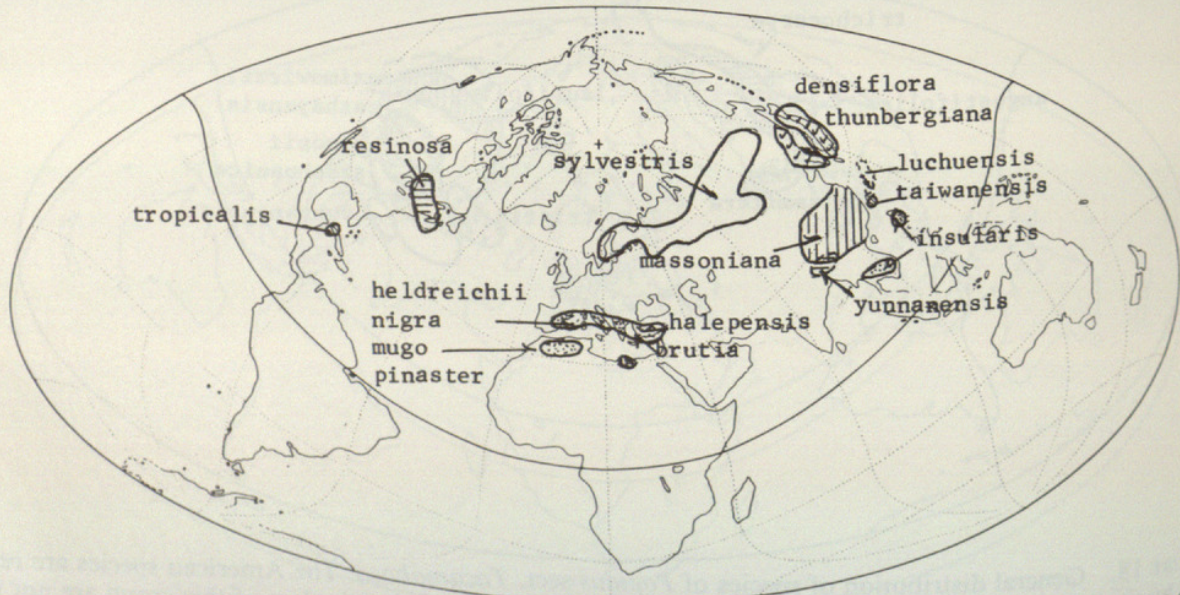 densiflora
thunbergiana
resinosa
sylvestris
luchuensis
taiwanensis
tropicalis
insularis
massoniana
yunnanensis
heldreichii
nigra
halepensis
mugo
brutia
pinaster